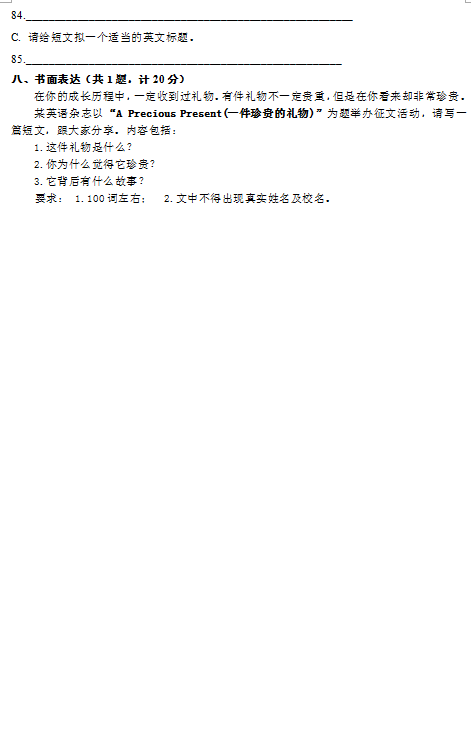 84.
C. 请给短文拟一个适当的英文标题。
85.
八、书面表达（共 1 题，计 20 分）
在你的成长历程中，一定收到过礼物。有件礼物不一定贵重，但是在你看来却非常珍贵。
某英语杂志以“A Precious Present(一件珍贵的礼物)”为题举办征文活动，请写一
篇短文，跟大家分享。内容包括：
1.这件礼物是什么？
2.你为什么觉得它珍贵？
3.它背后有什么故事？
要求： 1.100 词左右； 2.文中不得出现真实姓名及校名。